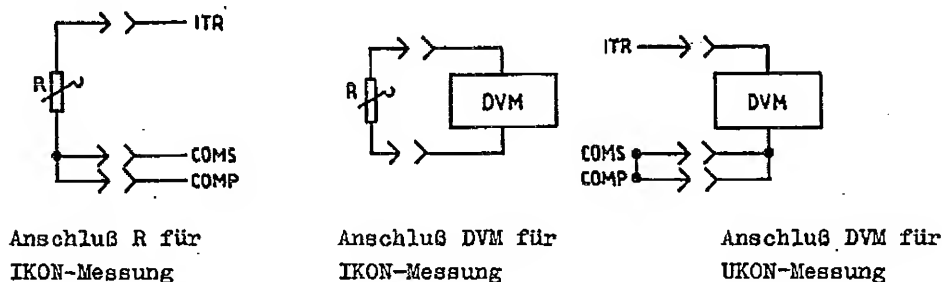 ITR
R
COMS
COMP
Anschluß R für
IKON-Messung
R
DVM
Anschluß DVM für
IKON-Messung
ITR
DVM
COMS
COMP
Anschluß DVM für
UKON-Messung